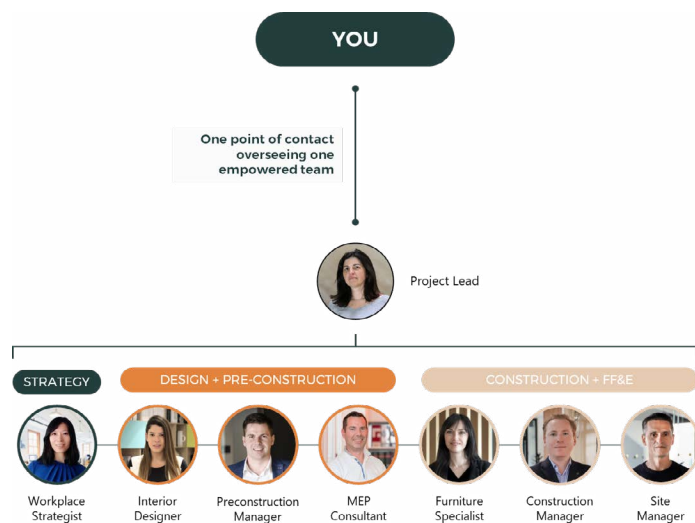 YOU
One point of contact
overseeing one
empowered team
Project Lead
STRATEGY
DESIGN + PRE-CONSTRUCTION
CONSTRUCTION + FF&E
Workplace
Strategist
Interior
Designer
Preconstruction
Manager
MEP
Consultant
Furniture
Specialist
Construction
Manager
Site
Manager